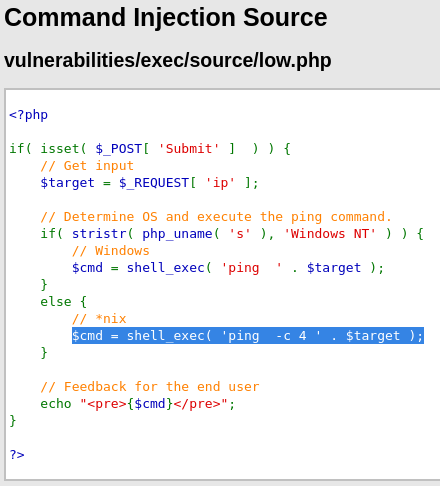 Command Injection Source
vulnerabilities/exec/source/low.php
<?php
if( isset( $_POST[ 'Submit' ]  ) ) {
    // Get input
    $target = $_REQUEST[ 'ip' ];
    // Determine OS and execute the ping command.
    if( stristr( php_uname( 's' ), 'Windows NT' ) ) {
        // Windows
        $cmd = shell_exec( 'ping  ' . $target );
    }
    else {
        // *nix
        $cmd = shell_exec( 'ping  -c 4 ' . $target );
    }
    // Feedback for the end user
    echo "<pre>{$cmd}</pre>";
}
?>